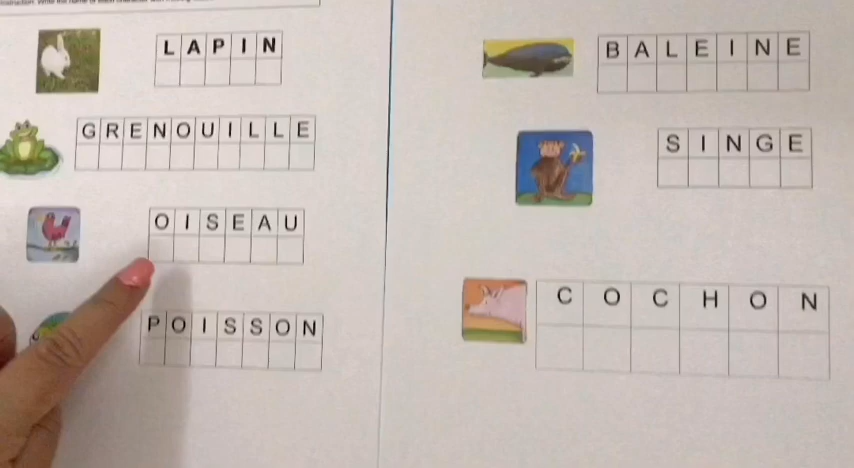 LAPIN
GRENOUILLE
OISEAU
POISSON
BALEINE
SINGE
COCHON